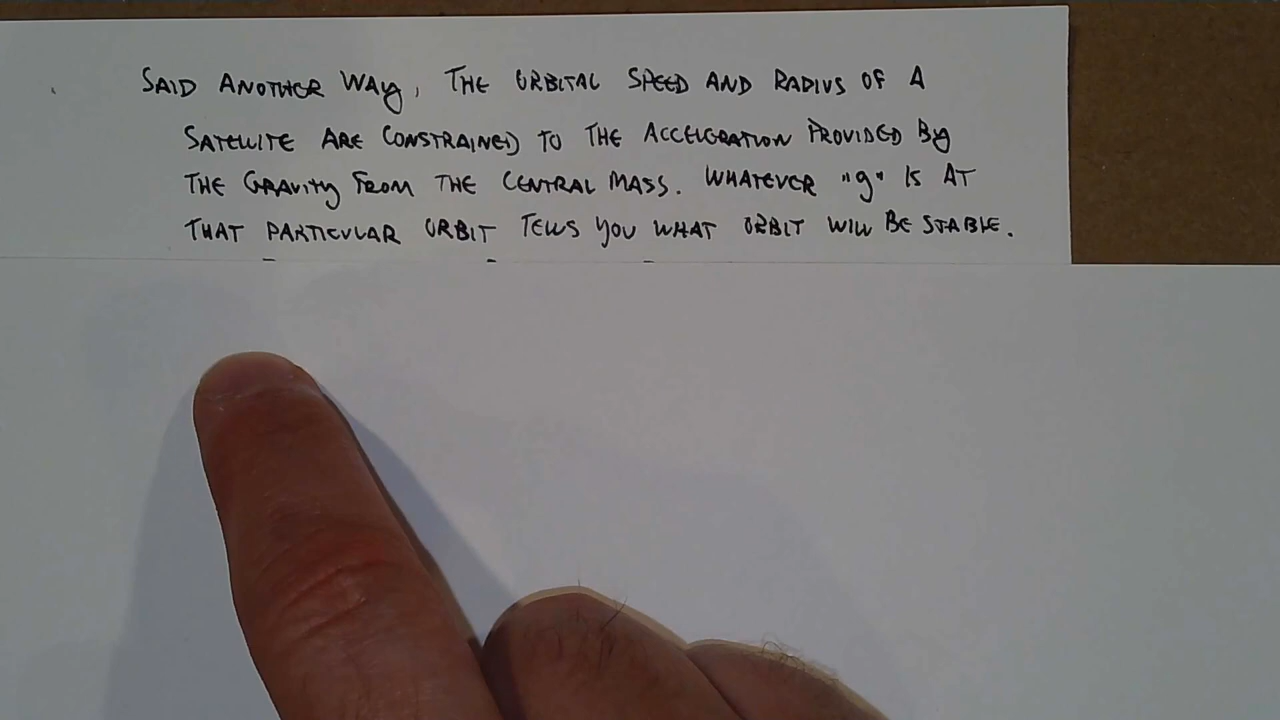 SAID ANOTHER WAy, THE ORBITAL SPEED AND RADIUS OF A
SATELLITE ARE CONSTRAINED TO THE ACCELERATION PROVIDED By
THE GRAVITy FROM THE CENTRAL MASS. WHATEVER "g" IS AT
THAT PARTICULAR ORBIT TELLS YOU WHAT ORBIT WILL BE STABLE.